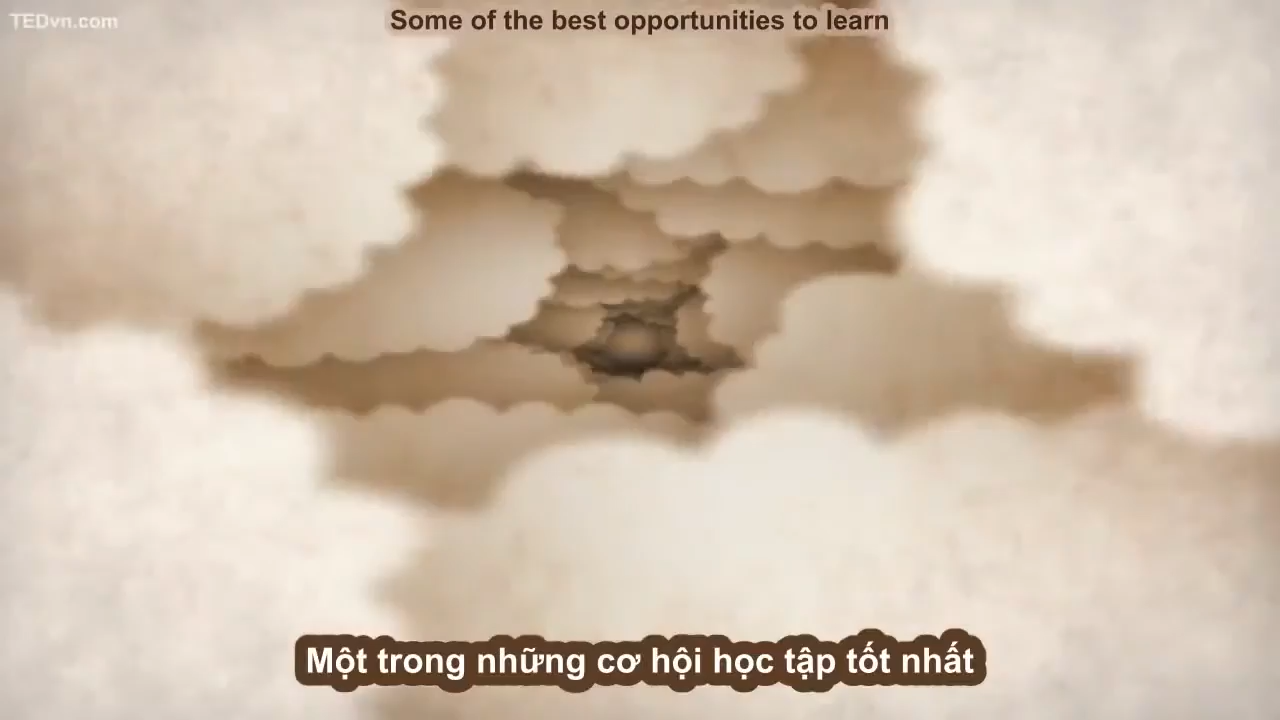 TEDvn.com
Some of the best opportunities to learn
Một trong những cơ hội học tập tốt nhất